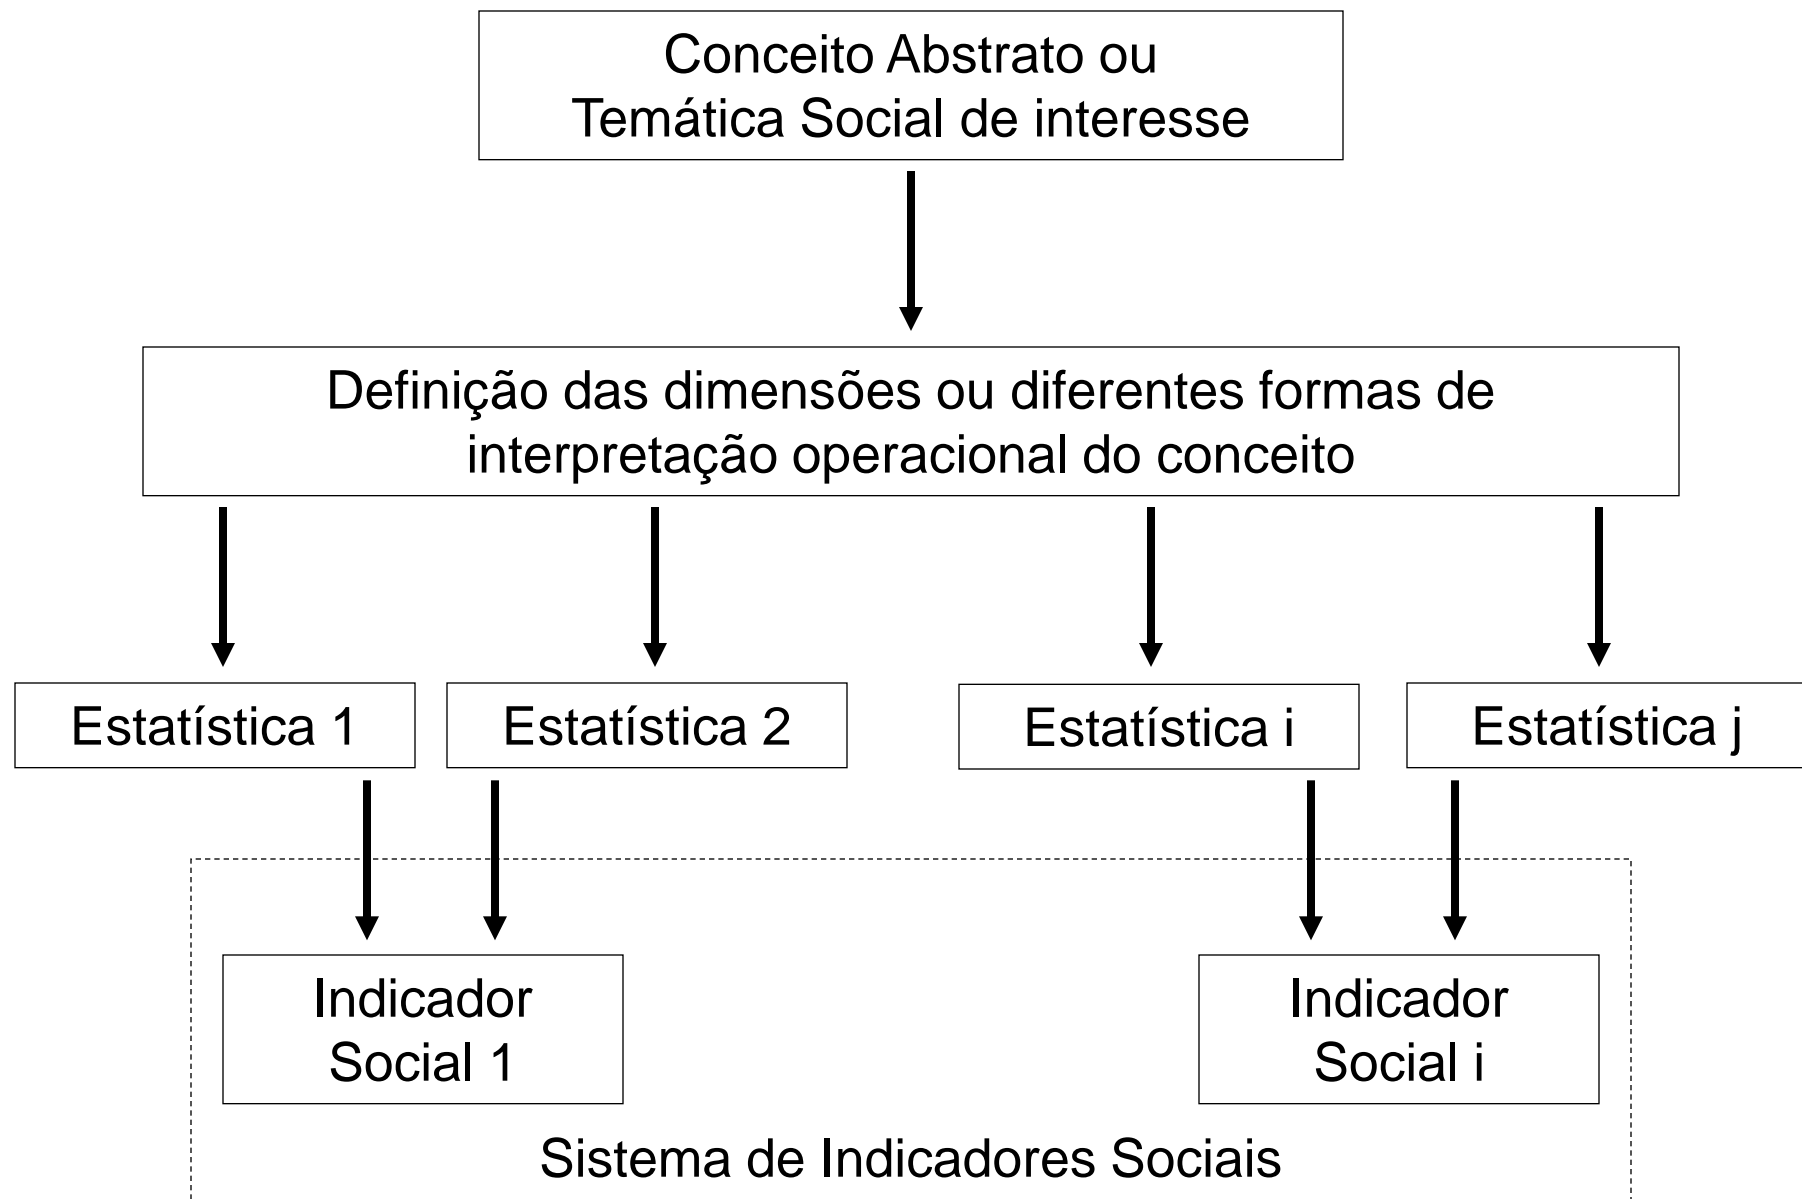 Conceito Abstrato ou
Temática Social de interesse
Definição das dimensões ou diferentes formas de
interpretação operacional do conceito
Estatística 1
Estatística 2
Estatística i
Estatística j
Indicador
Social 1
Indicador
Social i
Sistema de Indicadores Sociais